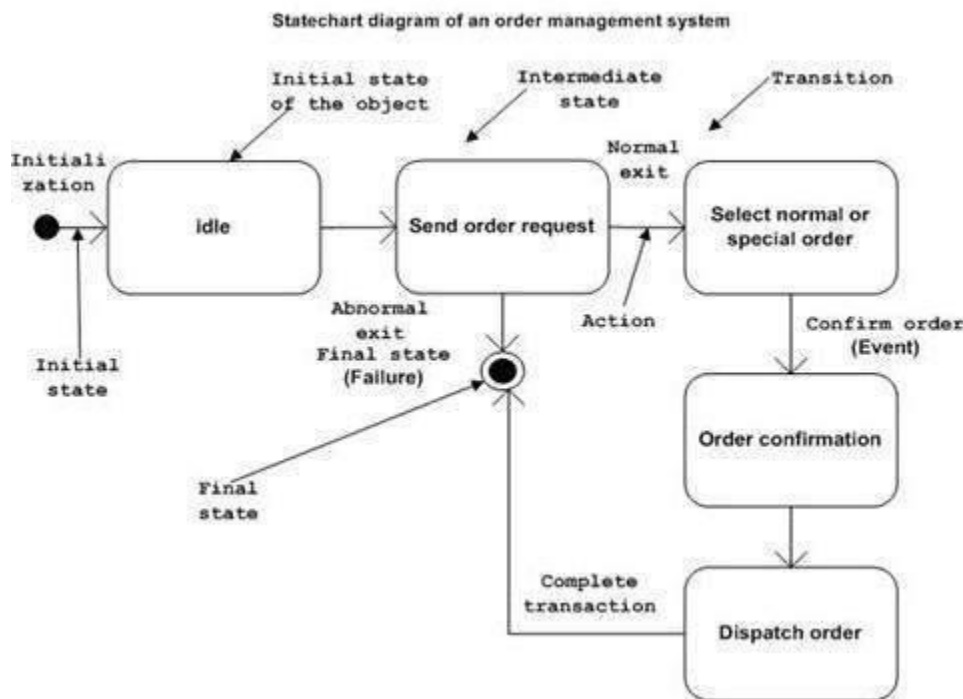 Statechart diagram of an order management system
Initial state
of the object
Intermediate
state
Transition
Initiali
zation
Normal
exit
idle
Send order request
Select normal or
special order
Abnormal
exit
Final state
(Failure)
Action
Confirm order
(Event)
Initial
state
Order confirmation
Final
state
Complete
transaction
Dispatch order